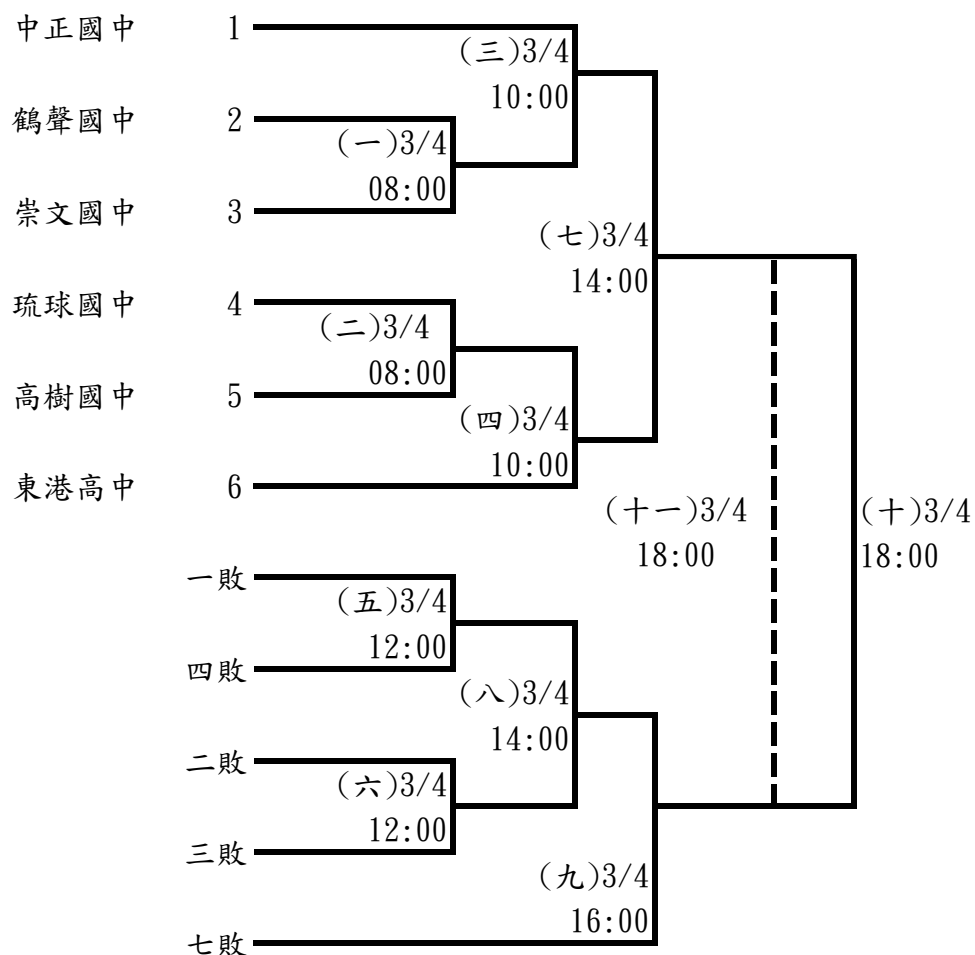 中正國中 1
(三)3/4
10:00
鶴聲國中 2
(一)3/4
08:00
崇文國中 3
(七)3/4
14:00
琉球國中 4
(二)3/4
08:00
高樹國中 5
(四)3/4
10:00
東港高中 6
(十一)3/4
18:00
(十)3/4
18:00
一敗
(五)3/4
12:00
四敗
(八)3/4
14:00
二敗
(六)3/4
12:00
三敗
(九)3/4
16:00
七敗